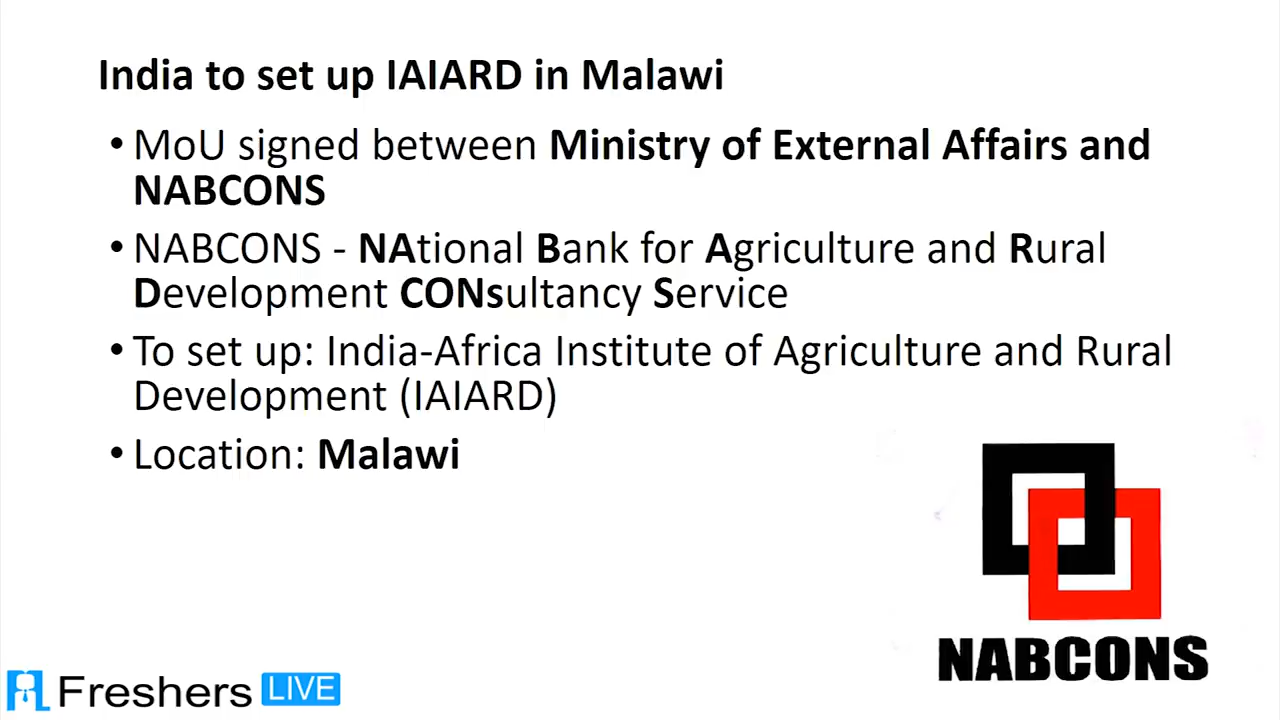 India to set up IAIARD in Malawi
• MoU signed between Ministry of External Affairs and
NABCONS
• NABCONS - NAtional Bank for Agriculture and Rural
Development CONsultancy Service
• To set up: India-Africa Institute of Agriculture and Rural
Development (IAIARD)
• Location: Malawi
NABCONS
Freshers LIVE